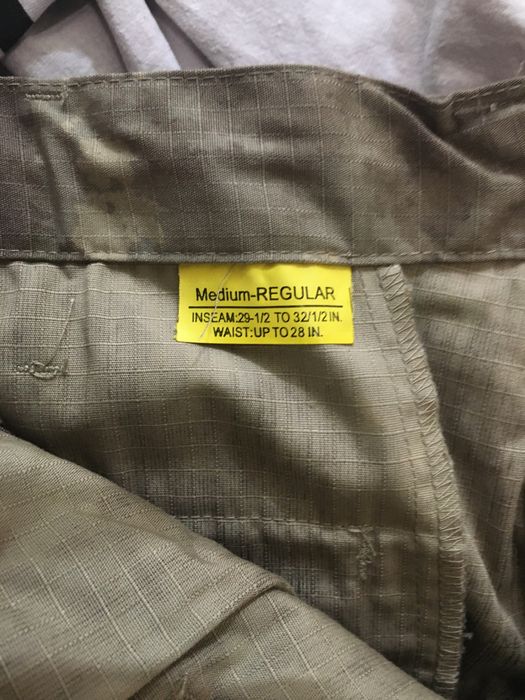 Medium-REGULAR
INSEAM:29-1/2 TO 32/1/2 IN.
WAIST:UP TO 28 IN.